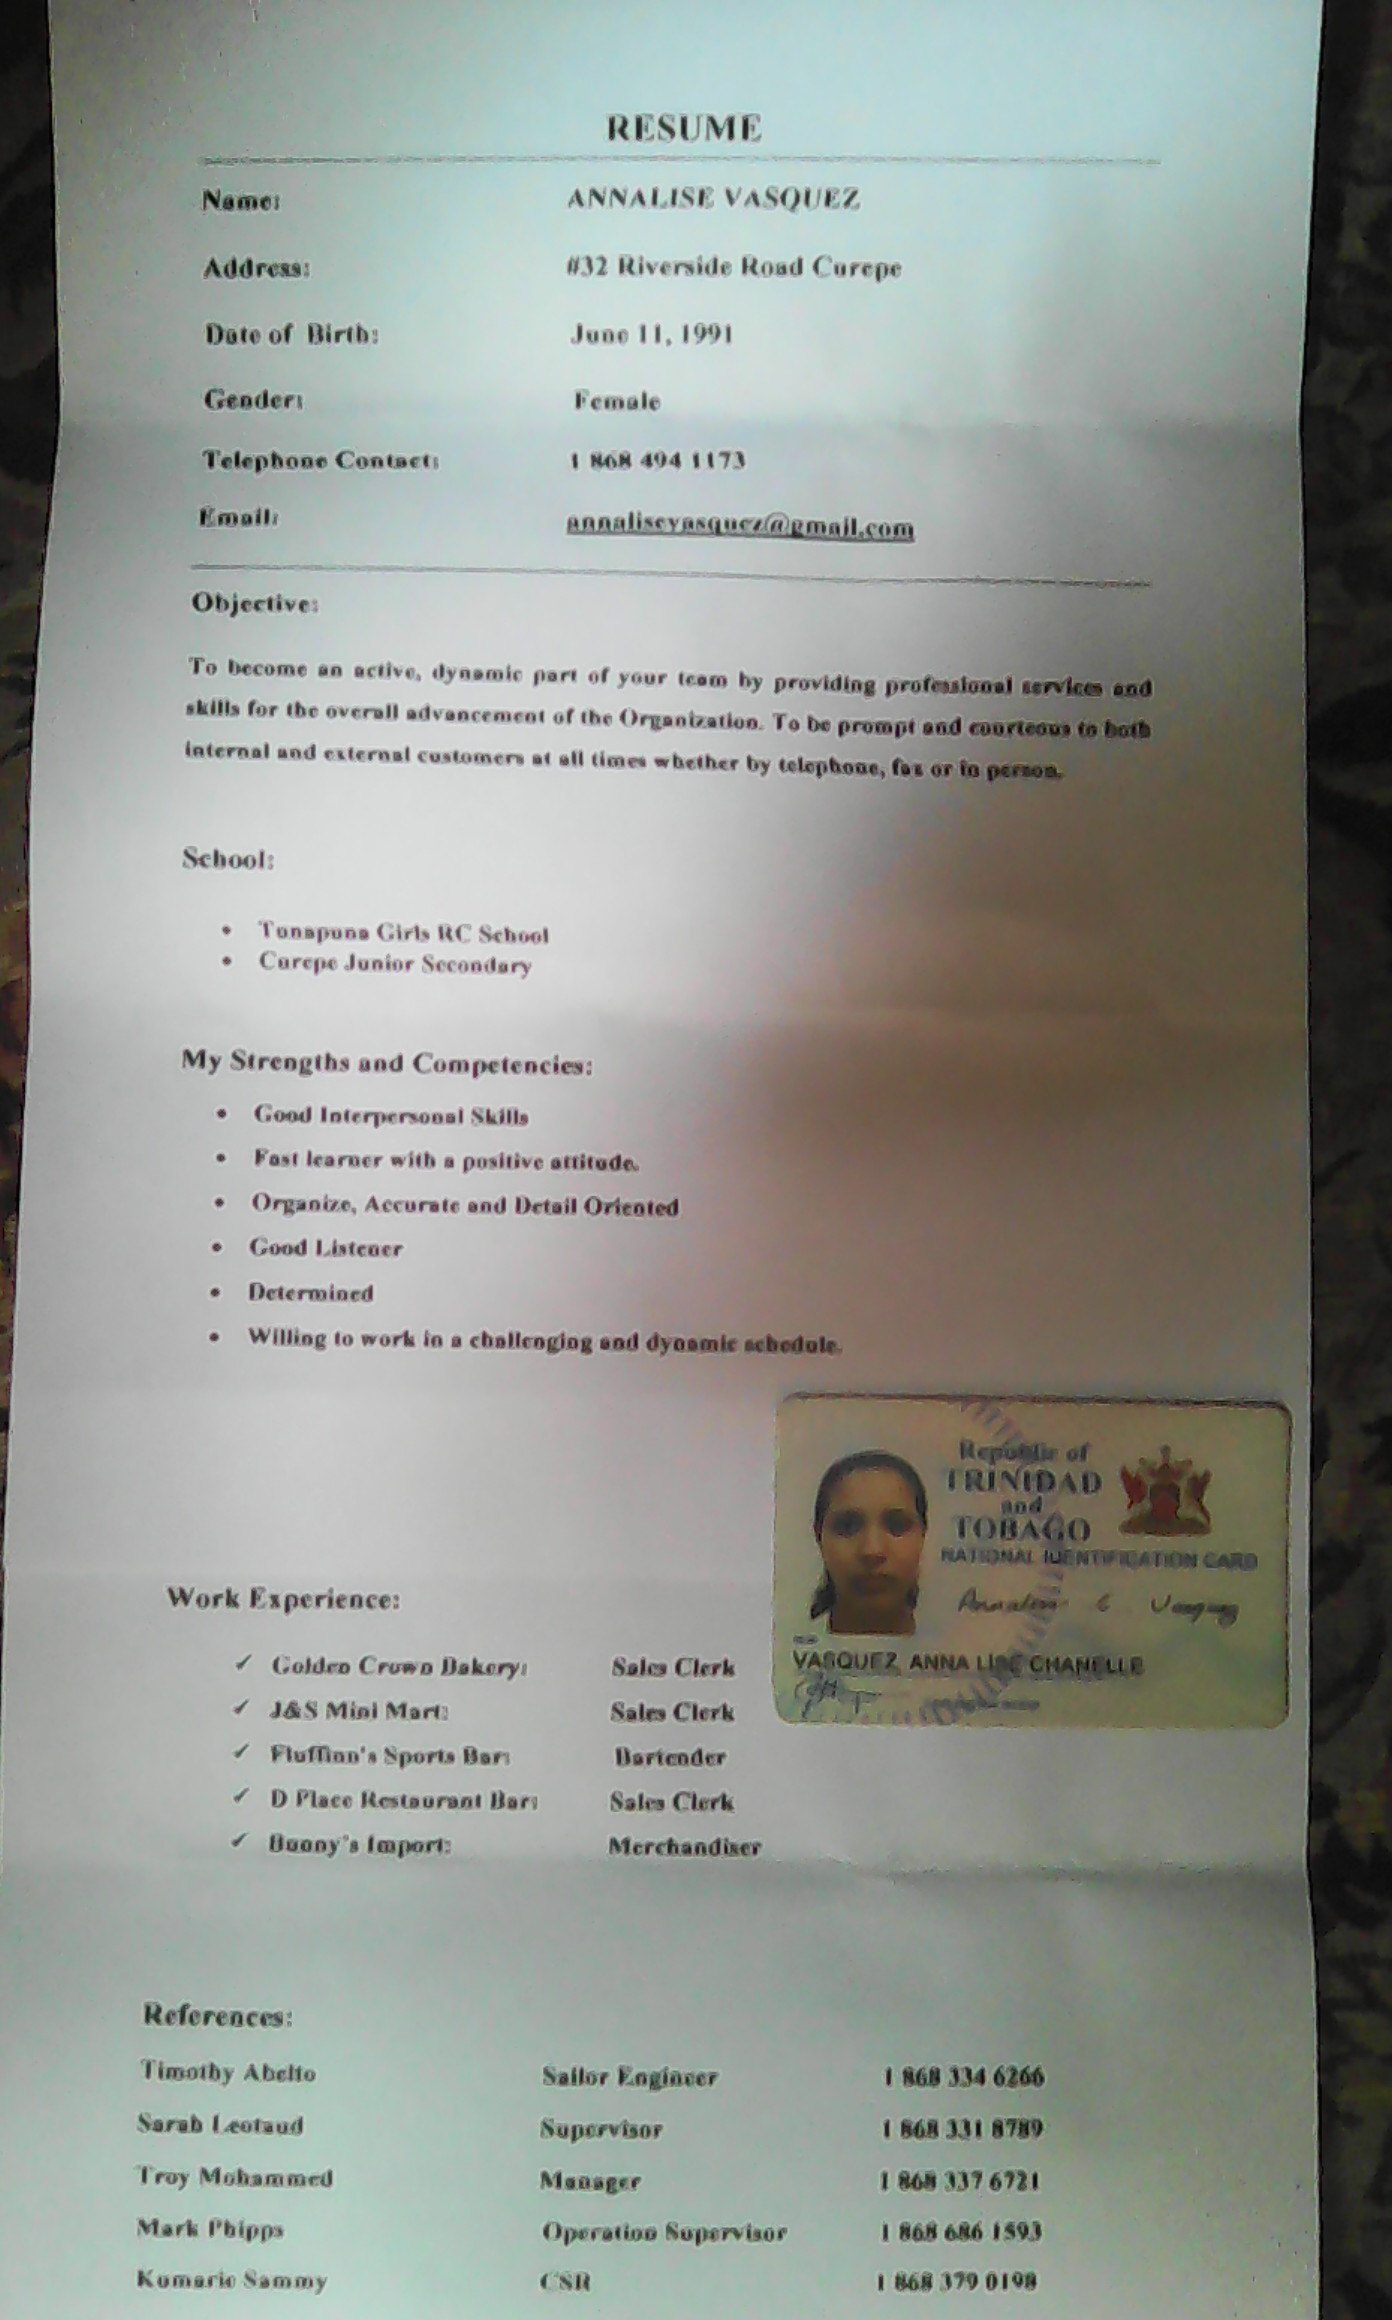 RESUME
Name: ANNALISE VASQUEZ
Address: #32 Riverside Road Curepe
Date of Birth: June 11, 1991
Gender: Female
Telephone Contact: 1 868 494 1173
Email: annalisevasquez@gmail.com
Objective:
To become an active, dynamic part of your team by providing professional services and
skills for the overall advancement of the Organization. To be prompt and courteous to both
internal and external customers at all times whether by telephone, fax or in person.
School:
Tunapuna Girls RC School
Curepe Junior Secondary
My Strengths and Competencies:
Good Interpersonal Skills
Fast learner with a positive attitude.
Organize, Accurate and Detail Oriented
Good Listener
Determined
Willing to work in a challenging and dynamic schedule.
Republic of
TRINIDAD
and
TOBAGO
NATIONAL IDENTIFICATION CARD
VASQUEZ, ANNA LISE CHANELLE
Work Experience:
Golden Crown Bakery: Sales Clerk
J&S Mini Mart: Sales Clerk
Sports Bar: Bartender
D Place Restaurant Bar: Sales Clerk
Bunny's Import: Merchandiser
References:
Timothy Sailor Engineer 1 868 334 6266
Sarah Leotaud Supervisor 1 868 331 8789
Troy Mohammed Manager 1 868 337 6721
Mark Phipps Operation Supervisor 1 868 686 1593
Kumarie Sammy CSR 1 868 379 0198